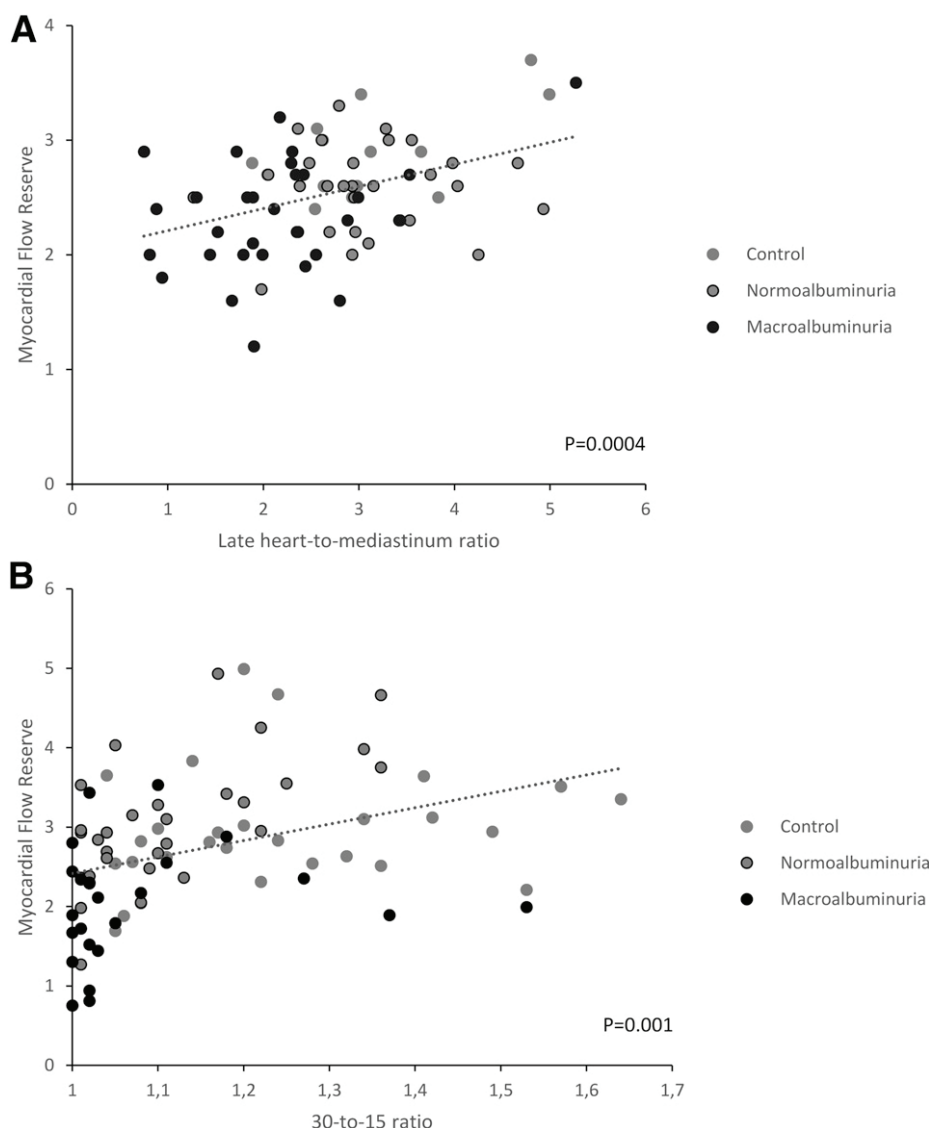 A
4
3
2
1
0
0 1 2 3 4 5 6
Myocardial Flow Reserve
Late heart-to-mediastinum ratio
P=0.0004
Control
Normoalbuminuria
Macroalbuminuria
B
6
5
4
3
2
1
0
1 1,1 1,2 1,3 1,4 1,5 1,6 1,7
Myocardial Flow Reserve
30-to-15 ratio
P=0.001
Control
Normoalbuminuria
Macroalbuminuria